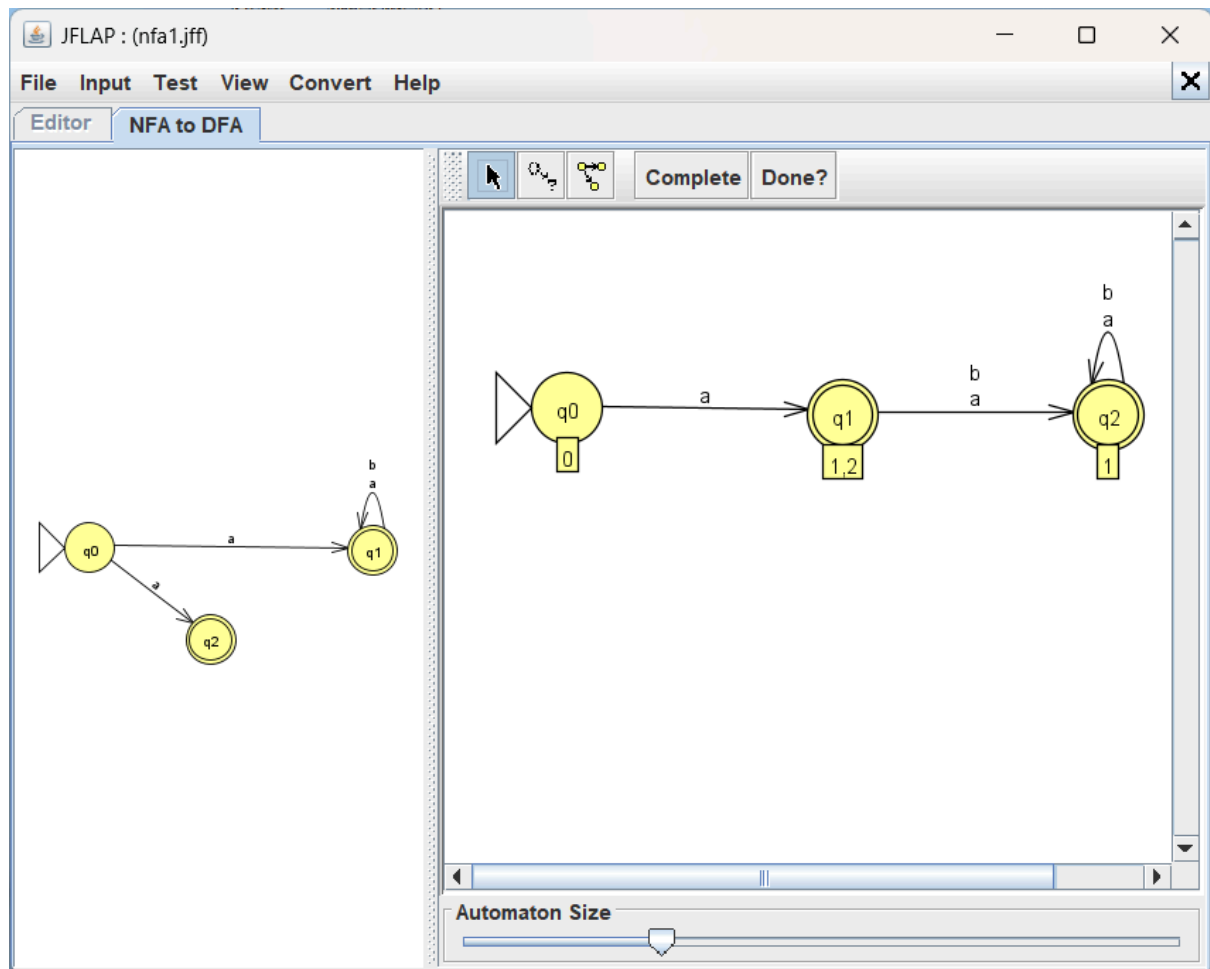 JFLAP : (nfa1.jff)
File Input Test View Convert Help
Editor NFA to DFA
Complete Done?
b
a
q0 a q1
a
q2
b
a
b
a
q0 a q1 q2
0 1,2 1
Automaton Size